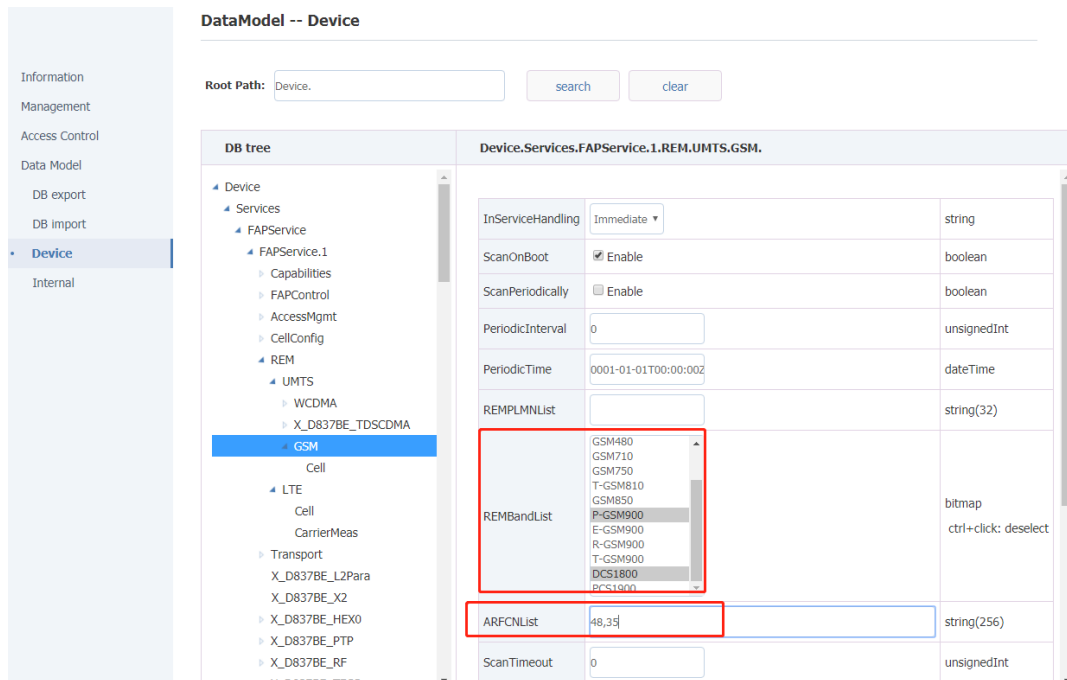 DataModel -- Device
Information
Management
Access Control
Data Model
DB export
DB import
Device
Internal
Root Path:
Device.
search
clear
DB tree
Device
Services
FAPService
FAPService.1
Capabilities
FAPControl
AccessMgmt
CellConfig
REM
UMTS
WCDMA
X_D837BE_TDSCDMA
GSM
Cell
LTE
Cell
CarrierMeas
Transport
X_D837BE_L2Para
X_D837BE_X2
X_D837BE_HEX0
X_D837BE_PTP
X_D837BE_RF
Device.Services.FAPService.1.REM.UMTS.GSM.
InServiceHandling Immediate string
ScanOnBoot Enable boolean
ScanPeriodically Enable boolean
PeriodicInterval 0 unsignedInt
PeriodicTime 0001-01-01T00:00:00Z dateTime
REMPLMNList string(32)
REMBandList
GSM480
GSM710
GSM750
T-GSM810
GSM850
P-GSM900
E-GSM900
R-GSM900
T-GSM900
DCS1800
PCS1900
bitmap
ctrl+click: deselect
ARFCNList 48,35 string(256)
ScanTimeout 0 unsignedInt